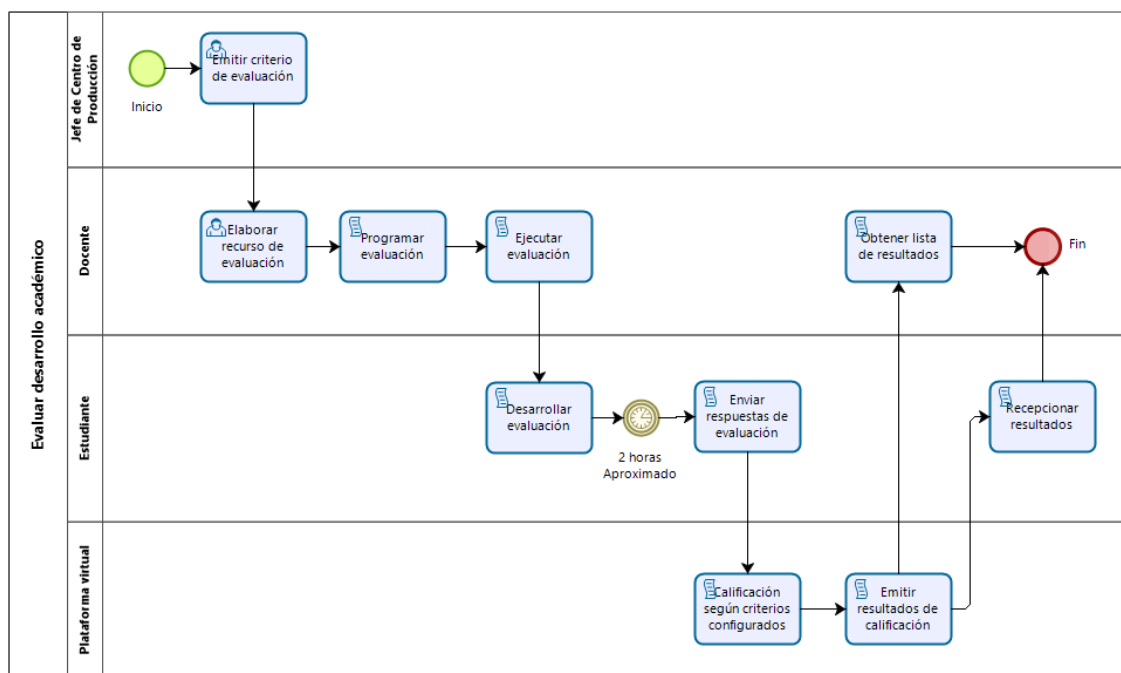 Evaluar desarrollo académico
Jefe de Centro de
Producción
Inicio
Emitir criterio
de evaluación
Docente
Elaborar
recurso de
evaluación
Programar
evaluación
Ejecutar
evaluación
Obtener lista
de resultados
Fin
Estudiante
Desarrollar
evaluación
2 horas
Aproximado
Enviar
respuestas de
evaluación
Recepcionar
resultados
Plataforma virtual
Calificación
según criterios
configurados
Emitir
resultados de
calificación